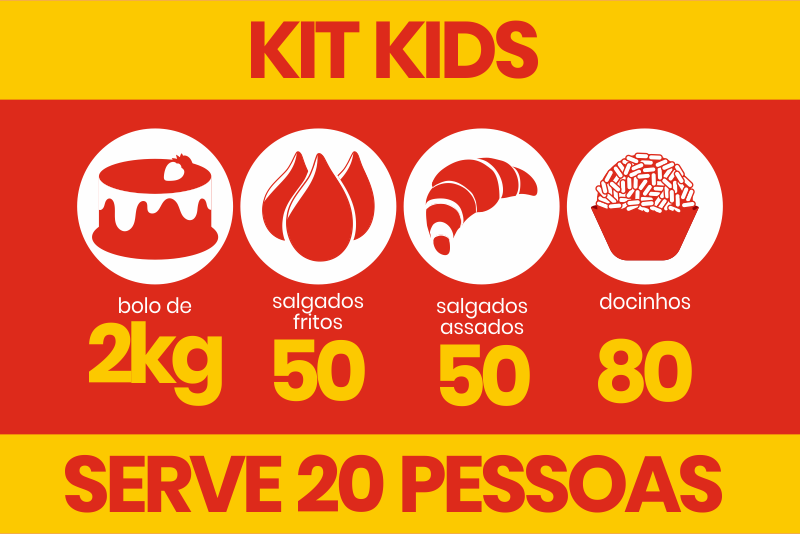 KIT KIDS
bolo de
2kg
salgados
fritos
50
salgados
assados
50
docinhos
80
SERVE 20 PESSOAS